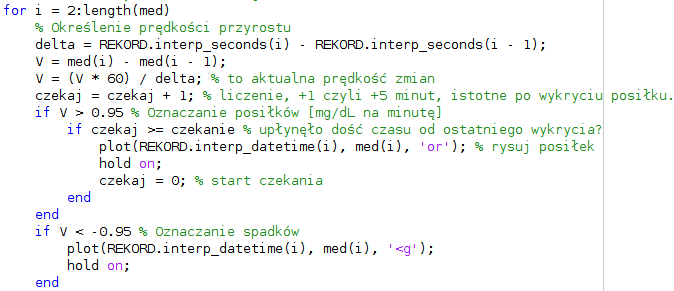 for i = 2:length(med)
% Określenie prędkości przyrostu
delta = REKORD.interp_seconds(i) - REKORD.interp_seconds(i - 1);
V = med(i) - med(i - 1);
V = (V * 60) / delta; % to aktualna prędkość zmian
czekaj = czekaj + 1; % liczenie, +1 czyli +5 minut, istotne po wykryciu posiłku.
if V > 0.95 % Oznaczanie posiłków [mg/dL na minutę]
if czekaj >= czekanie % upłynęło dość czasu od ostatniego wykrycia?
plot(REKORD.interp_datetime(i), med(i), 'or'); % rysuj posiłek
hold on;
czekaj = 0; % start czekania
end
end
if V < -0.95 % Oznaczanie spadków
plot(REKORD.interp_datetime(i), med(i), '<g');
hold on;
end